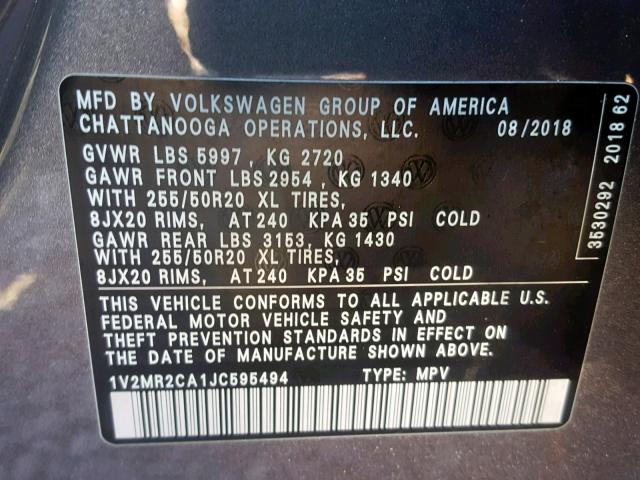 MFD BY VOLKSWAGEN GROUP OF AMERICA
CHATTANOOGA OPERATIONS, LLC. 08/2018
GVWR LBS 5997, KG 2720
GAWR FRONT LBS 2954, KG 1340
WITH 255/50R20 XL TIRES,
8JX20 RIMS, AT 240 KPA 35 PSI COLD
GAWR REAR LBS 3153, KG 1430
WITH 255/50R20 XL TIRES,
8JX20 RIMS, AT 240 KPA 35 PSI COLD
THIS VEHICLE CONFORMS TO ALL APPLICABLE U.S.
FEDERAL MOTOR VEHICLE SAFETY AND
THEFT PREVENTION STANDARDS IN EFFECT ON
THE DATE OF MANUFACTURE SHOWN ABOVE.
1V2MR2CA1JC595494 TYPE: MPV
3530292 2018 62